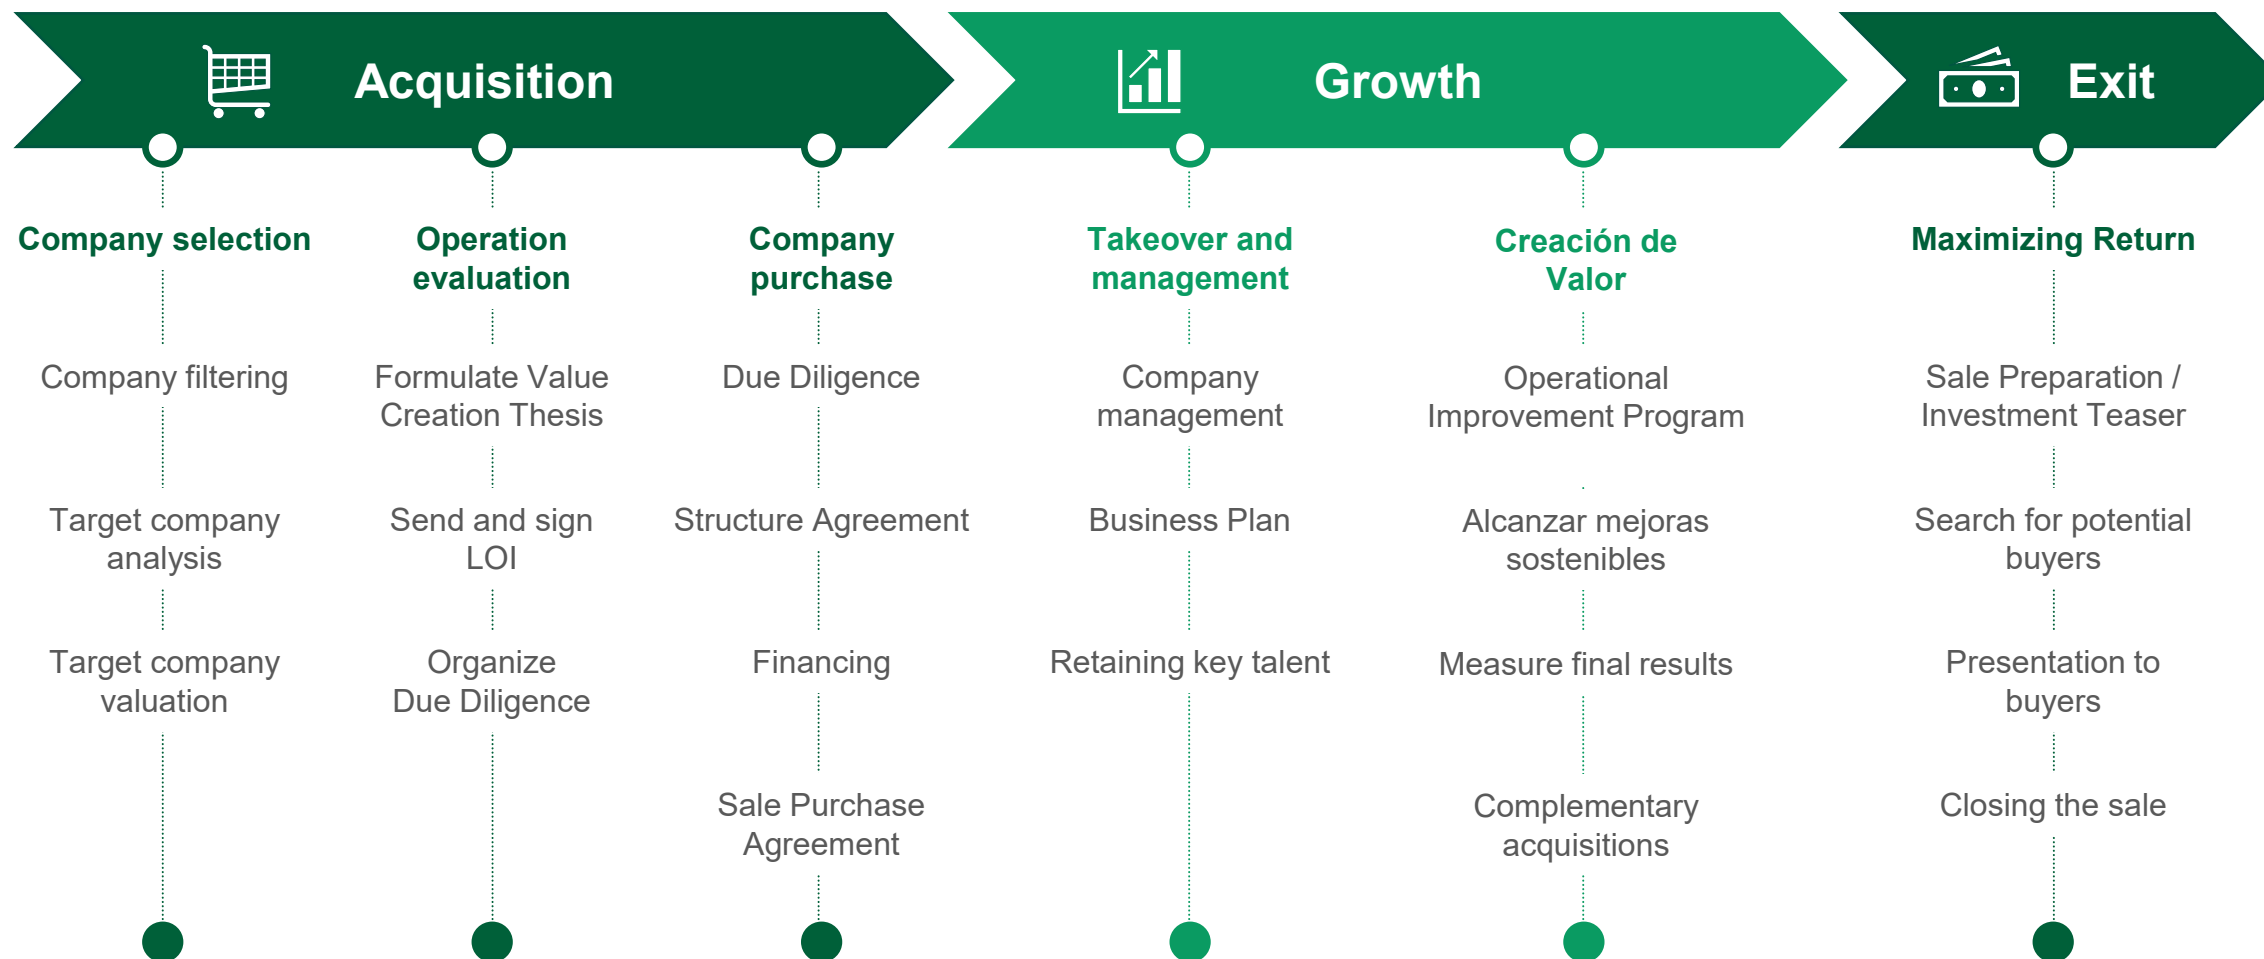 Acquisition
Growth
Exit
Company selection
Company filtering
Target company
analysis
Target company
valuation
Operation
evaluation
Formulate Value
Creation Thesis
Send and sign
LOI
Organize
Due Diligence
Company
purchase
Due Diligence
Structure Agreement
Financing
Sale Purchase
Agreement
Takeover and
management
Company
management
Business Plan
Retaining key talent
Creación de
Valor
Operational
Improvement Program
Alcanzar mejoras
sostenibles
Measure final results
Complementary
acquisitions
Maximizing Return
Sale Preparation /
Investment Teaser
Search for potential
buyers
Presentation to
buyers
Closing the sale